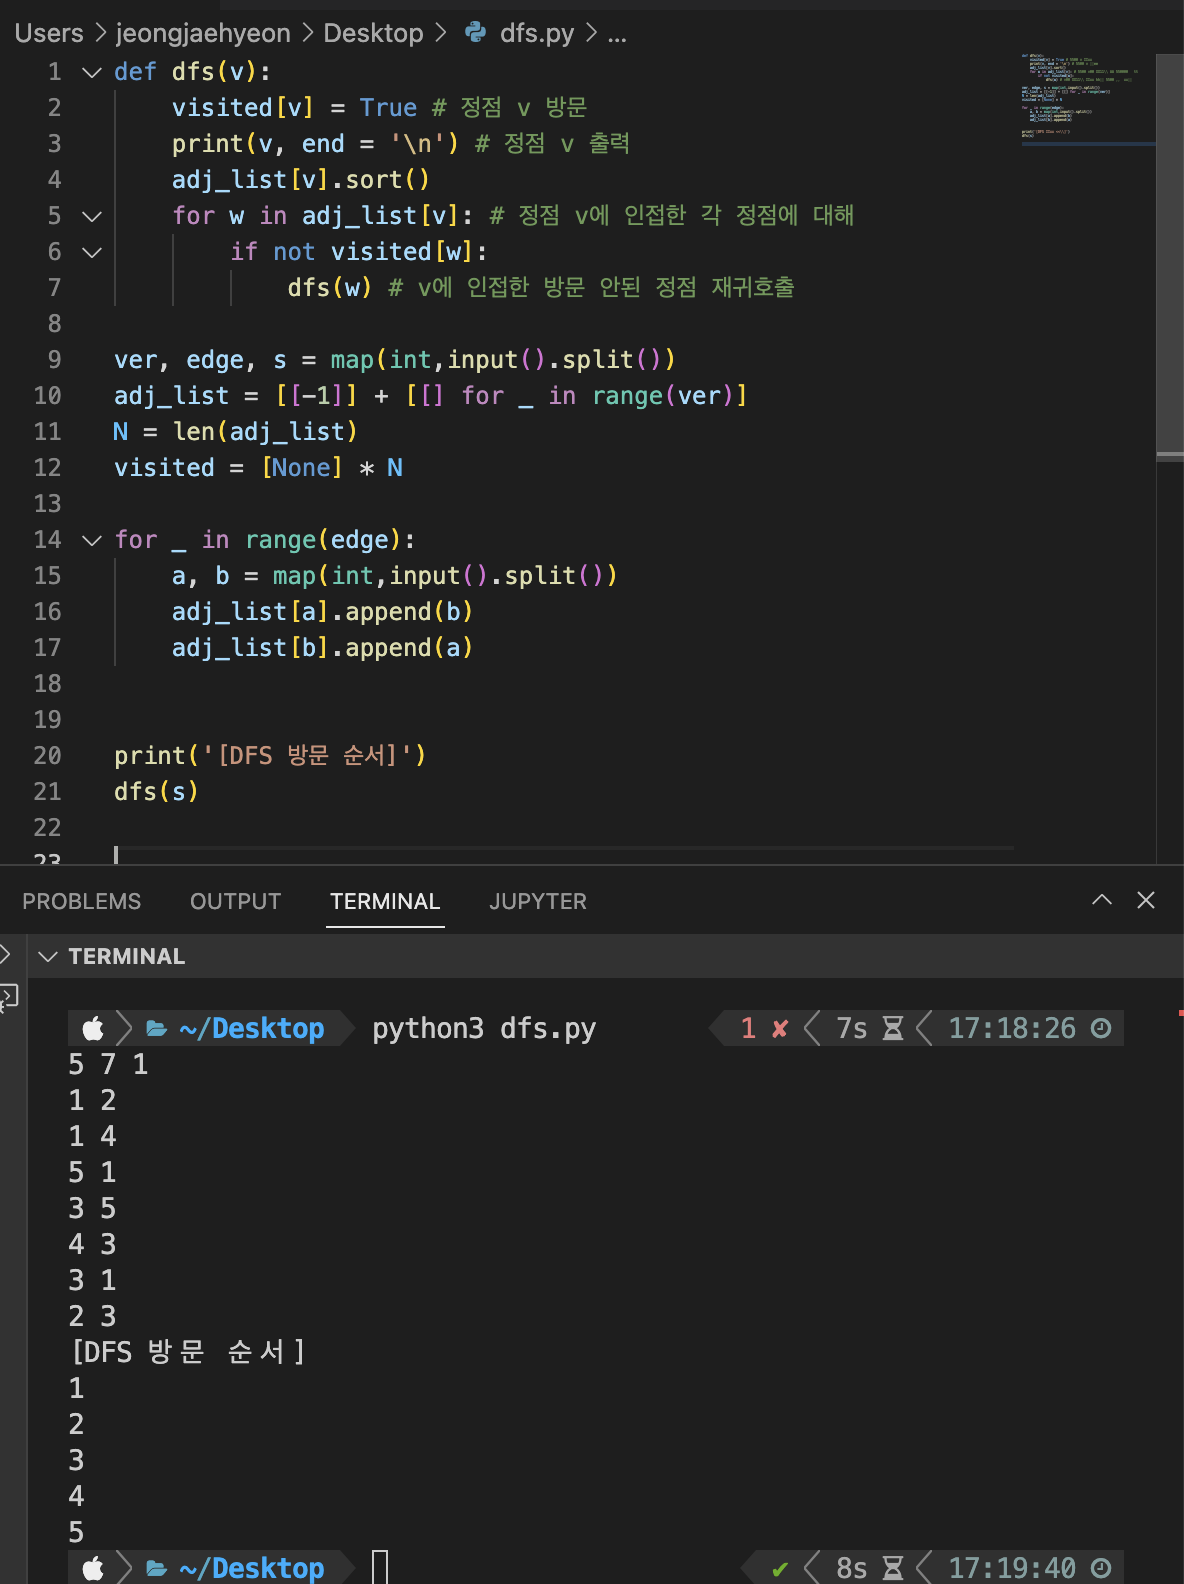 Users > jeongjaehyeon > Desktop > dfs.py > ...
1 def dfs(v):
2 visited[v] = True # 정점 v 방문
3 print(v, end = '\n') # 정점 v 출력
4 adj_list[v].sort()
5 for w in adj_list[v]: # 정점 v에 인접한 각 정점에 대해
6 if not visited[w]:
7 dfs(w) # v에 인접한 방문 안된 정점 재귀호출
8
9 ver, edge, s = map(int,input().split())
10 adj_list = [[-1]] + [[] for _ in range(ver)]
11 N = len(adj_list)
12 visited = [None] * N
13
14 for _ in range(edge):
15 a, b = map(int,input().split())
16 adj_list[a].append(b)
17 adj_list[b].append(a)
18
19
20 print('[DFS 방문 순서]')
21 dfs(s)
22
23
PROBLEMS OUTPUT TERMINAL JUPYTER
TERMINAL
~/Desktop python3 dfs.py 1 ✘ 7s 17:18:26
5 7 1
1 2
1 4
5 1
3 5
4 3
3 1
2 3
[DFS 방문 순서]
1
2
3
4
5
~/Desktop ✔ 8s 17:19:40